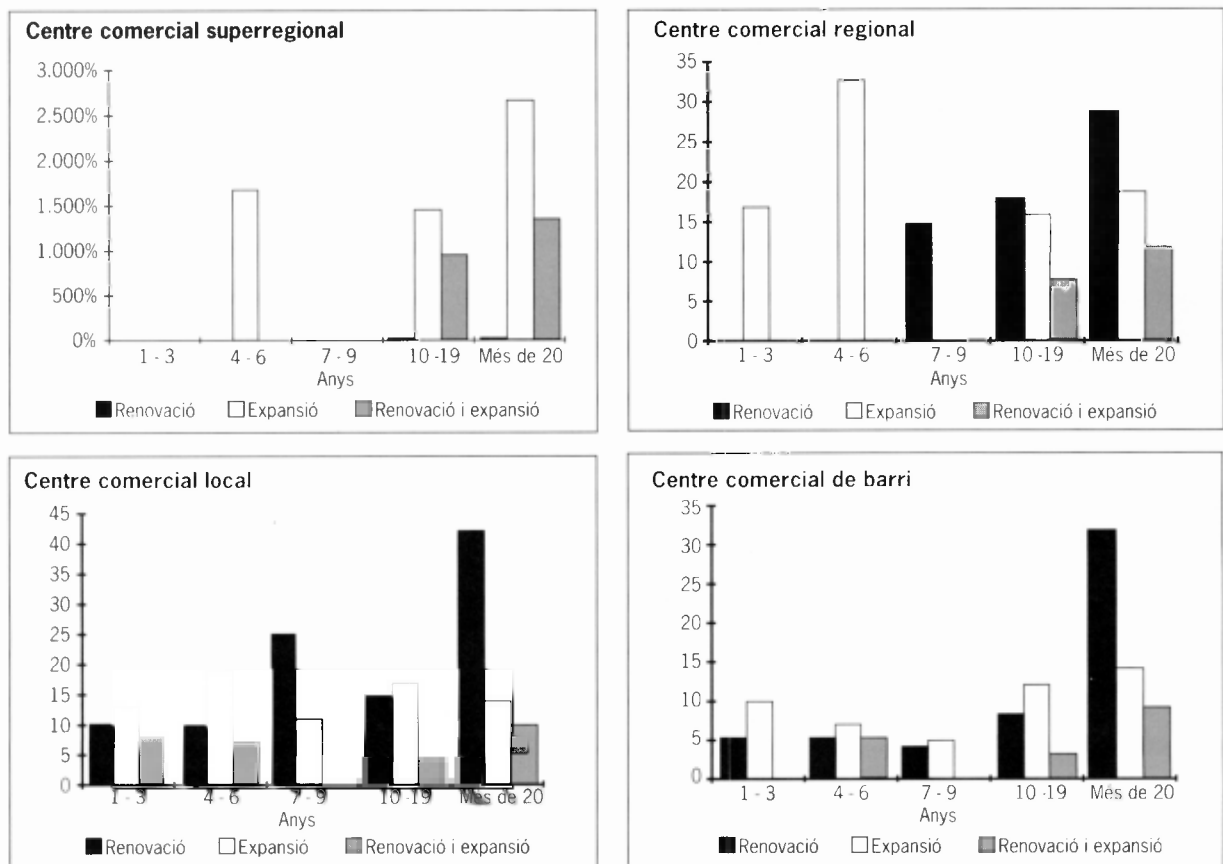 Centre comercial superregional
3.000%
2.500%
2.000%
1.500%
1.000%
500%
0%
1 - 3 4 - 6 7 - 9 10 -19 Més de 20
Anys
Renovació Expansió Renovació i expansió
Centre comercial regional
35
30
25
20
15
10
5
0
1 - 3 4 - 6 7 - 9 10 -19 Més de 20
Anys
Renovació Expansió Renovació i expansió
Centre comercial local
45
40
35
30
25
20
15
10
5
0
1 - 3 4 - 6 7 - 9 10 -19 Més de 20
Anys
Renovació Expansió Renovació i expansió
Centre comercial de barri
35
30
25
20
15
10
5
0
1 - 3 4 - 6 7 - 9 10 -19 Més de 20
Anys
Renovació Expansió Renovació i expansió